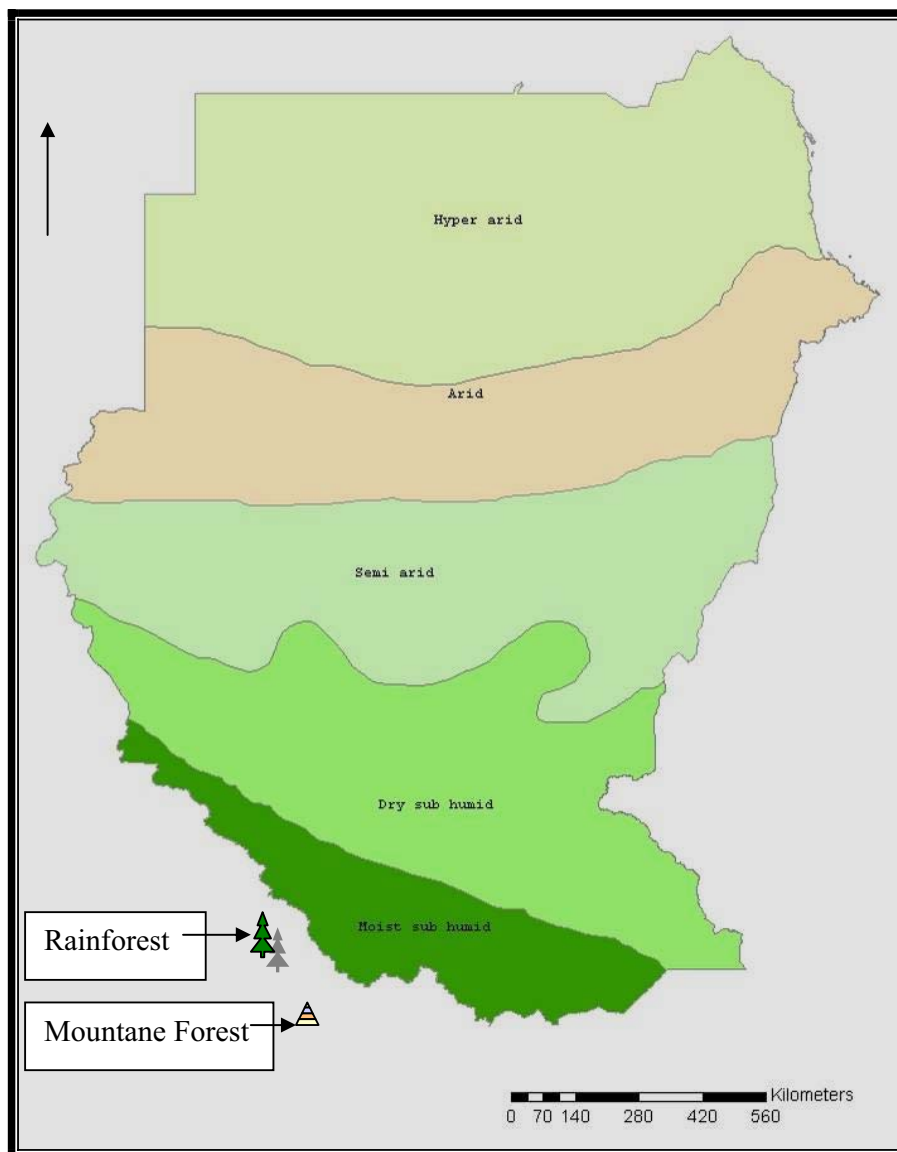 Hyper arid
Arid
Semi arid
Dry sub humid
Moist sub humid
Rainforest
Mountane Forest
Kilometers
0 70 140 280 420 560